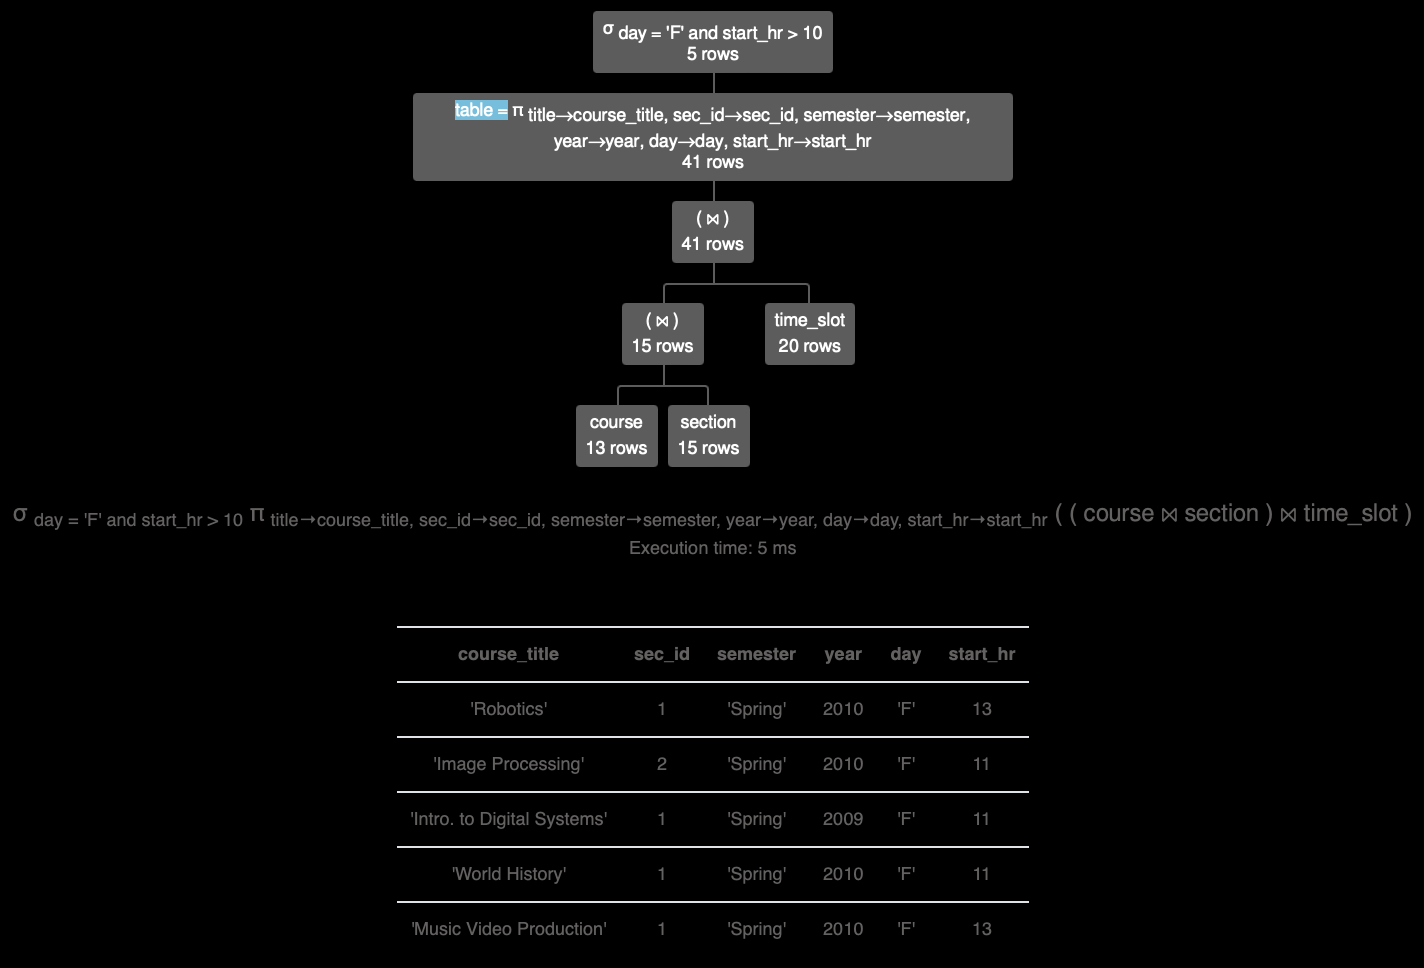 σ day = 'F' and start_hr > 10
5 rows
table = π title→course_title, sec_id→sec_id, semester→semester,
year→year, day→day, start_hr→start_hr
41 rows
( ⋈ )
41 rows
( ⋈ )
15 rows
time_slot
20 rows
course
13 rows
section
15 rows
σ day = 'F' and start_hr > 10 π title→course_title, sec_id→sec_id, semester→semester, year→year, day→day, start_hr→start_hr ( ( course ⋈ section ) ⋈ time_slot )
Execution time: 5 ms
course_title sec_id semester year day start_hr
'Robotics' 1 'Spring' 2010 'F' 13
'Image Processing' 2 'Spring' 2010 'F' 11
'Intro. to Digital Systems' 1 'Spring' 2009 'F' 11
'World History' 1 'Spring' 2010 'F' 11
'Music Video Production' 1 'Spring' 2010 'F' 13